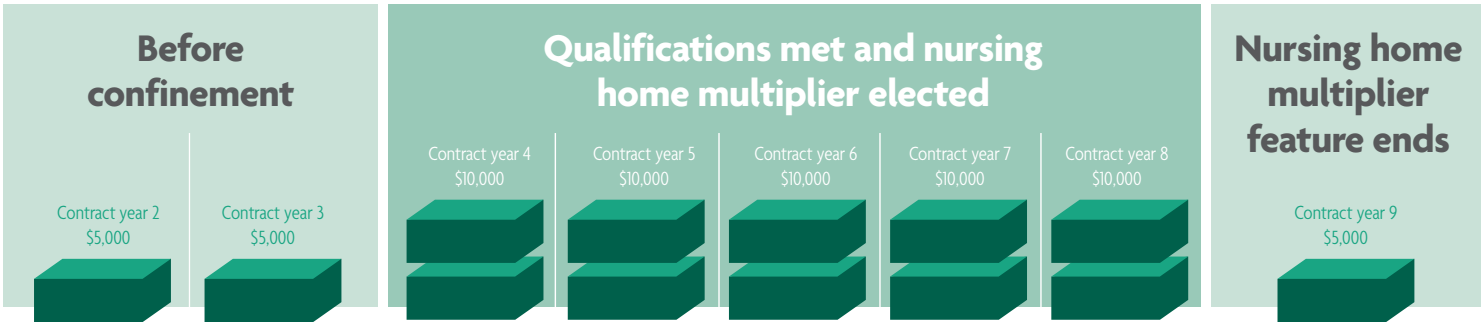 Before
confinement
Contract year 2
$5,000
Contract year 3
$5,000
Qualifications met and nursing
home multiplier elected
Contract year 4
$10,000
Contract year 5
$10,000
Contract year 6
$10,000
Contract year 7
$10,000
Contract year 8
$10,000
Nursing home
multiplier
feature ends
Contract year 9
$5,000